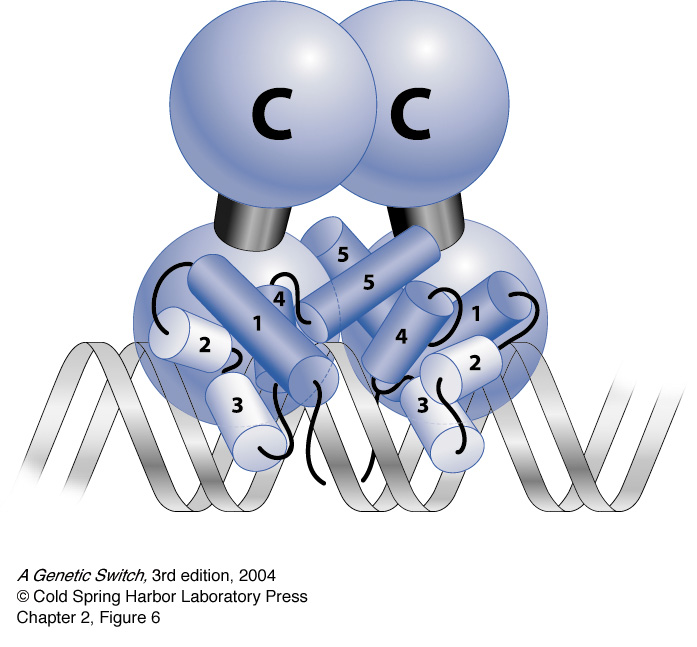 C C
5
5
4
1
1
4
2
2
3
3
A Genetic Switch, 3rd edition, 2004
© Cold Spring Harbor Laboratory Press
Chapter 2, Figure 6